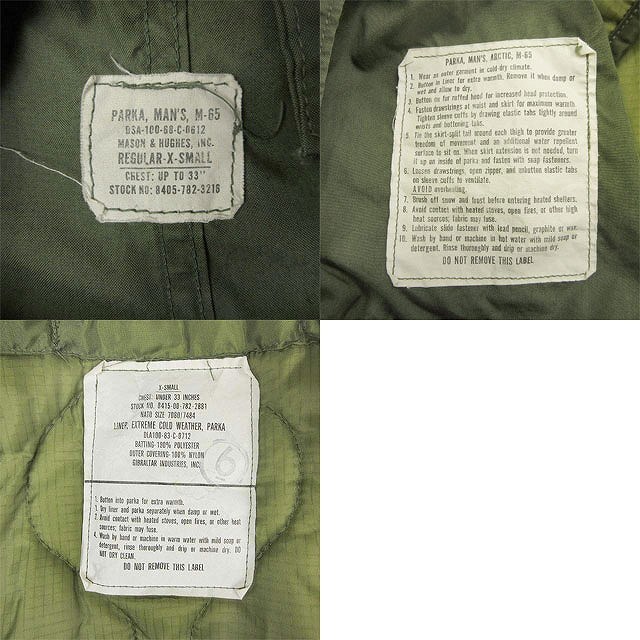 PARKA, MAN'S, M-65
DSA-100-68-C-0612
MASON & HUGHES, INC.
REGULAR-X-SMALL
CHEST: UP TO 33"
STOCK NO: 8405-782-3216
PARKA, MAN'S, ARCTIC, M-65
1. Wear as outer garment in cold dry climate.
2. Button in liner for extra warmth. Remove it when damp or
wet and allow to dry.
3. Button on fur ruffed hood for increased head protection.
4. Fasten drawstrings at waist and skirt for maximum warmth.
Tighten sleeve cuffs by drawing elastic tabs tightly around
wrists and buttoning tabs.
5. Tie the skirt-split tail around each thigh to provide greater
freedom of movement and an additional water repellent
surface to sit on. When skirt extension is not needed, turn
it up on inside of parka and fasten with snap fasteners.
6. Loosen drawstrings, open zipper, and unbutton elastic tabs
on sleeve cuffs to ventilate.
AVOID overheating.
7. Brush off snow and frost before entering heated shelters.
8. Avoid contact with heated stoves, open fires, or other high
heat sources; fabric may fuse.
9. Lubricate slide fastener with lead pencil, graphite or wax.
10. Wash by hand or machine in hot water with mild soap or
detergent. Rinse thoroughly and drip or machine dry.
DO NOT REMOVE THIS LABEL
X-SMALL
CHEST: UNDER 33 INCHES
STOCK NO. 8415-00-782-2881
NATO SIZE 7080/7484
LINER, EXTREME COLD WEATHER, PARKA
DLA100-83-C-0712
BATTING-100% POLYESTER
OUTER COVERING-100% NYLON
GIBRALTAR INDUSTRIES, INC.
6
1. Button into parka for extra warmth.
2. Dry liner and parka separately when damp or wet.
3. Avoid contact with heated stoves, open fires, or other heat
sources; fabric may fuse.
4. Wash by hand or machine in warm water with mild soap or
detergent, rinse thoroughly and drip or machine dry. DO
NOT DRY CLEAN.
DO NOT REMOVE THIS LABEL